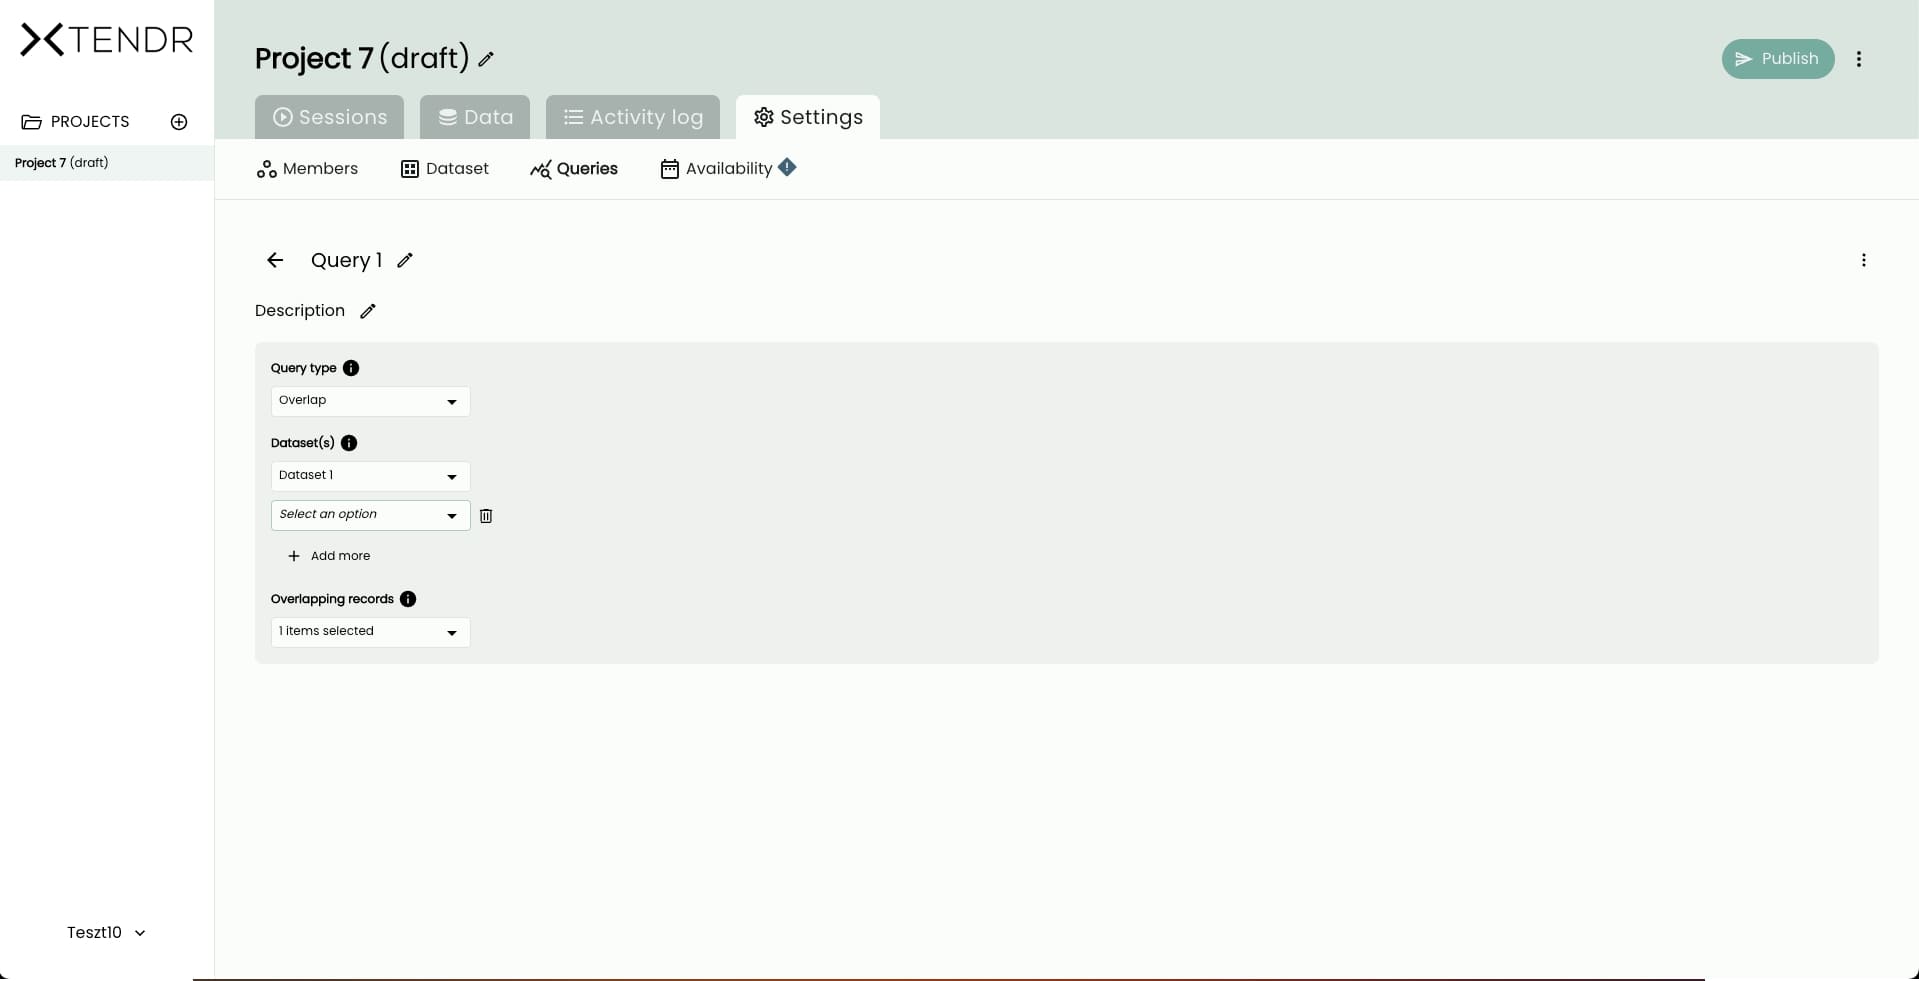 XTENDR
PROJECTS
Project 7 (draft)
Project 7 (draft)
Publish
Sessions
Data
Activity log
Settings
Members
Dataset
Queries
Availability
Query 1
Description
Query type
Overlap
Dataset(s)
Dataset 1
Select an option
Add more
Overlapping records
1 items selected
Teszt10